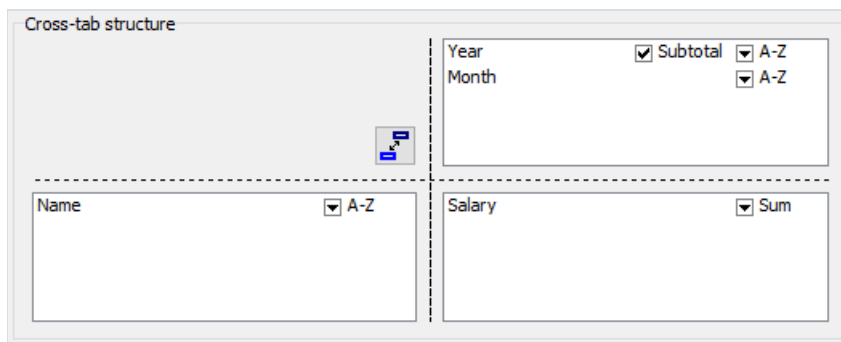 Cross-tab structure
Year Subtotal A-Z
Month A-Z
Name A-Z
Salary Sum